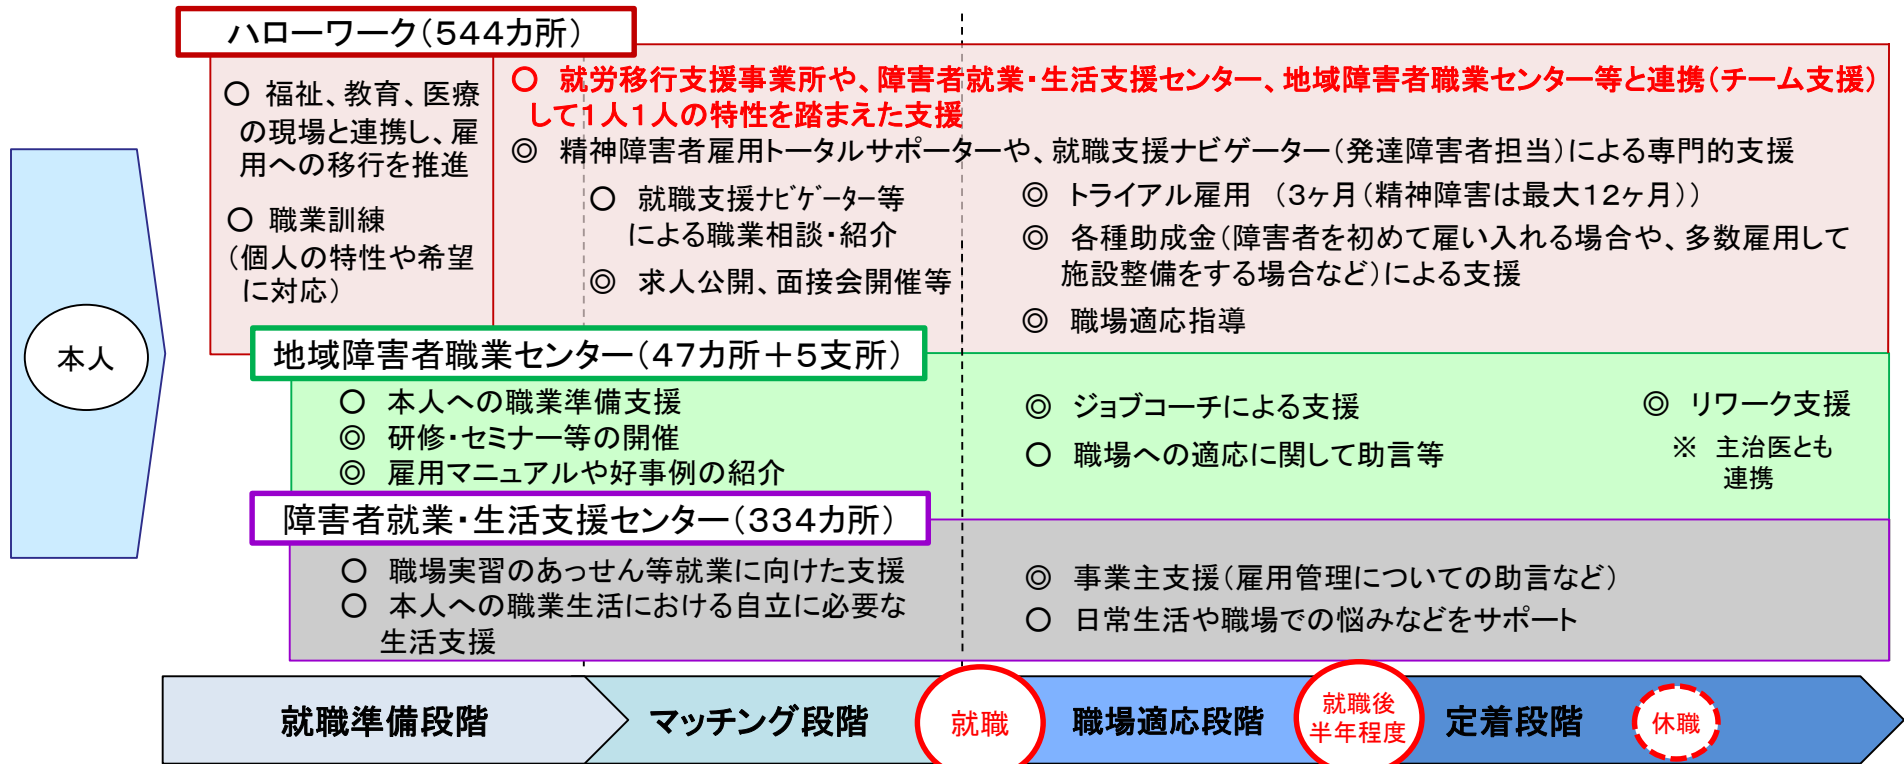 ハローワーク（５４４カ所）
○ 福祉、教育、医療
の現場と連携し、雇
用への移行を推進
○ 職業訓練
（個人の特性や希望
に対応）
○ 就労移行支援事業所や、障害者就業・生活支援センター、地域障害者職業センター等と連携（チーム支援）
して１人１人の特性を踏まえた支援
◎ 精神障害者雇用トータルサポーターや、就職支援ナビゲーター（発達障害者担当）による専門的支援
○ 就職支援ﾅﾋﾞｹﾞｰﾀｰ等
による職業相談・紹介
◎ 求人公開、面接会開催等
◎ トライアル雇用 （３ヶ月（精神障害は最大１２ヶ月））
◎ 各種助成金（障害者を初めて雇い入れる場合や、多数雇用して
施設整備をする場合など）による支援
◎ 職場適応指導
本人
地域障害者職業センター（４７カ所＋５支所）
○ 本人への職業準備支援
◎ 研修・セミナー等の開催
◎ 雇用マニュアルや好事例の紹介
◎ ジョブコーチによる支援
○ 職場への適応に関して助言等
◎ リワーク支援
※ 主治医とも
連携
障害者就業・生活支援センター（３３４カ所）
○ 職場実習のあっせん等就業に向けた支援
○ 本人への職業生活における自立に必要な
生活支援
◎ 事業主支援（雇用管理についての助言など）
○ 日常生活や職場での悩みなどをサポート
就職準備段階
マッチング段階
就職
職場適応段階
就職後
半年程度
定着段階
休職